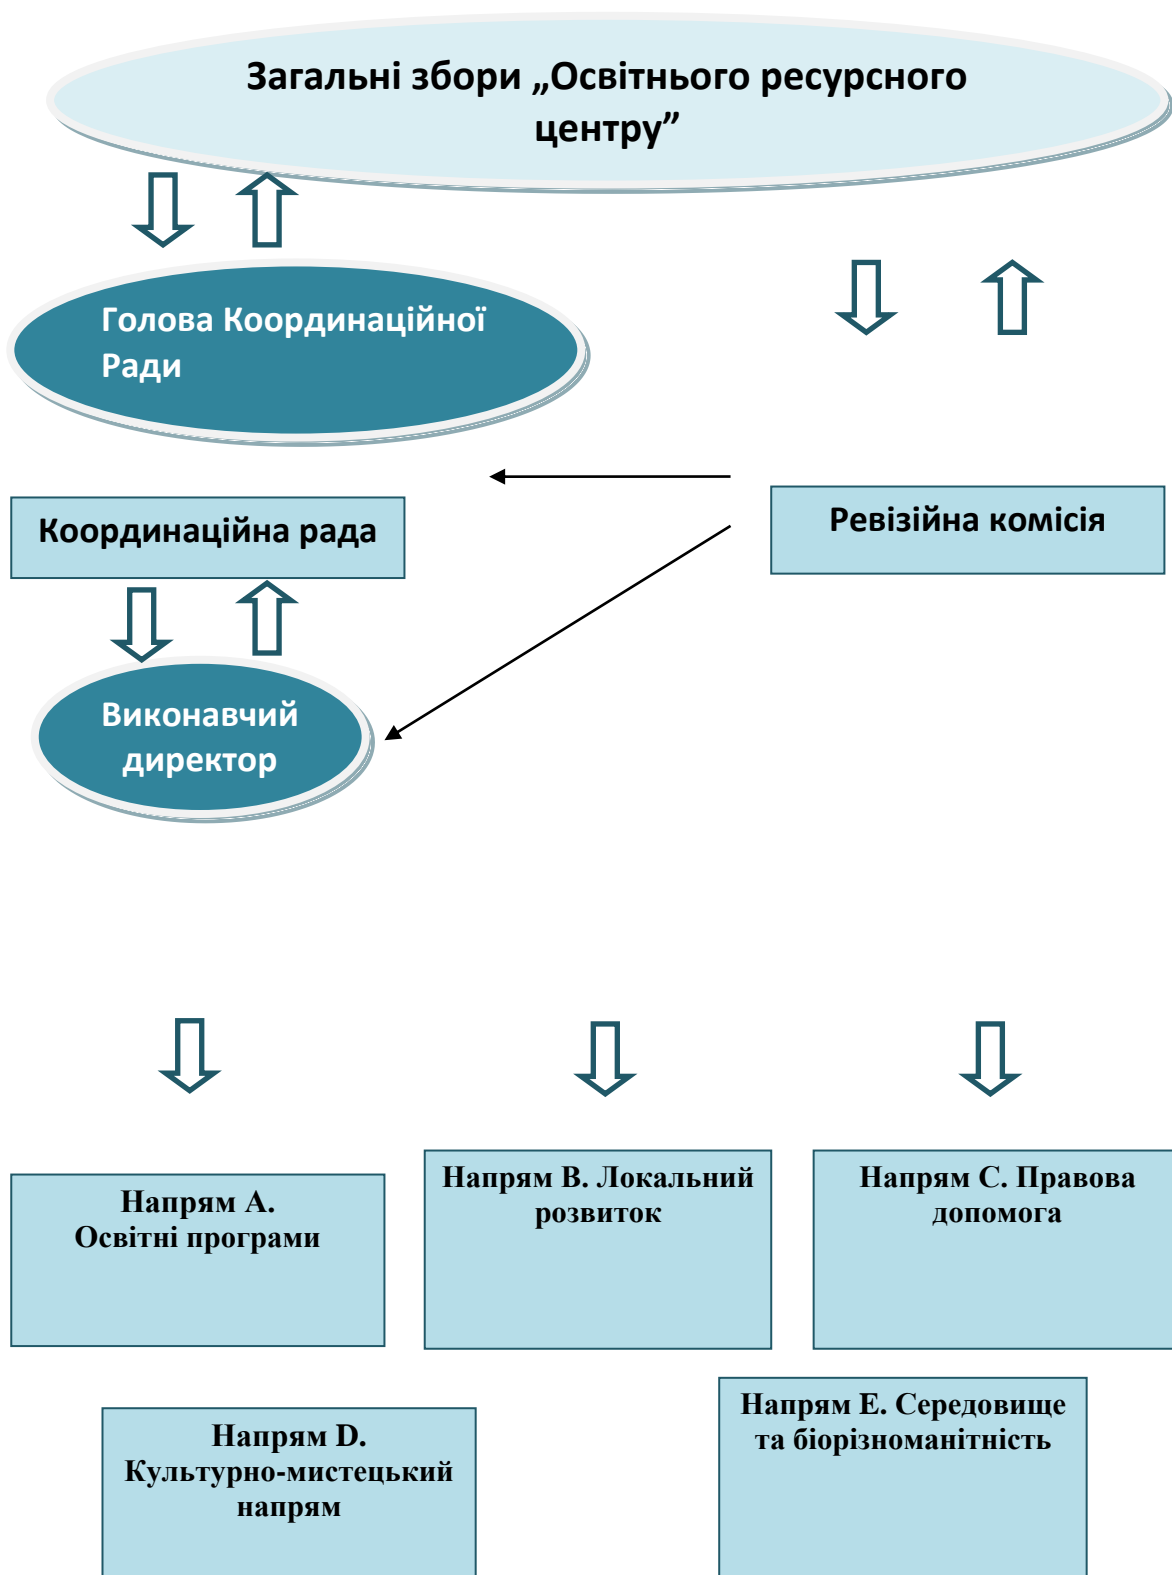 Загальні збори „Освітнього ресурсного
центру”
Голова Координаційної
Ради
Координаційна рада
Ревізійна комісія
Виконавчий
директор
Напрям А.
Освітні програми
Напрям В. Локальний
розвиток
Напрям С. Правова
допомога
Напрям D.
Культурно-мистецький
напрям
Напрям Е. Середовище
та біорізноманітність